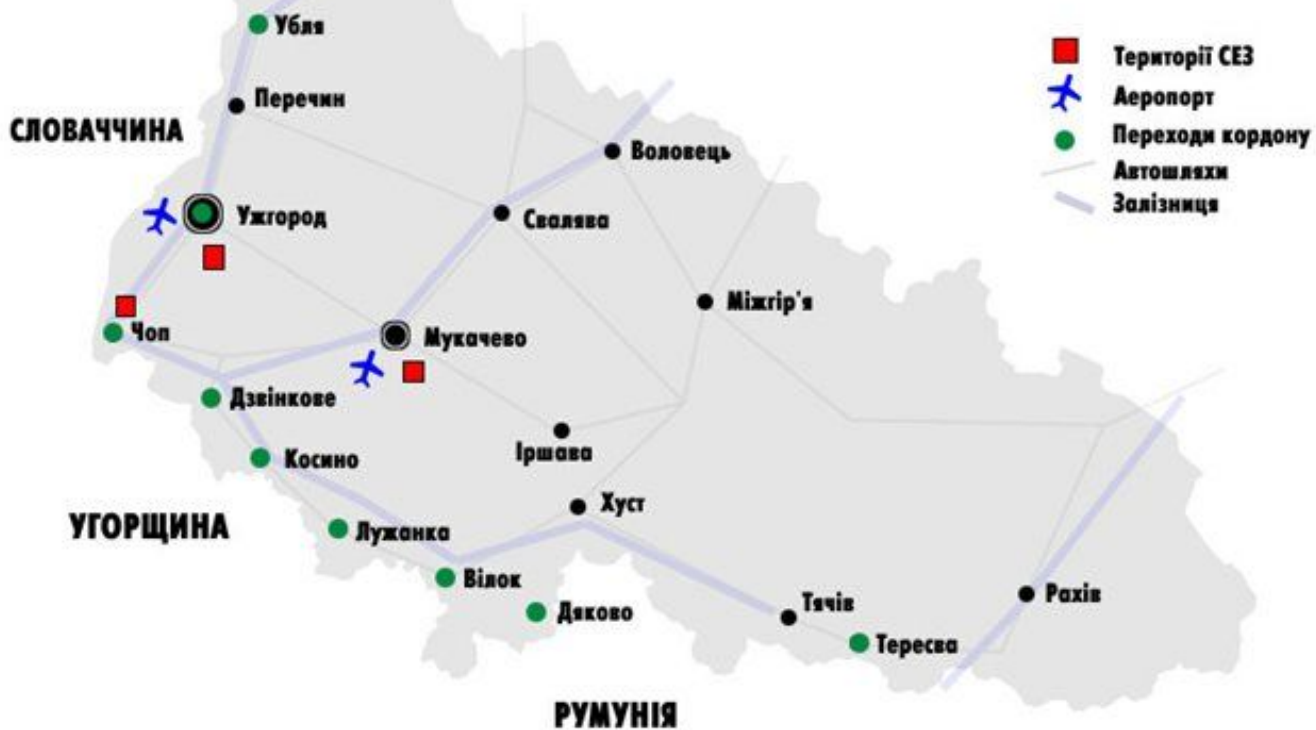 Убля
Території СЕЗ
Аеропорт
Переходи кордону
Автошляхи
Залізниця
Перечин
СЛОВАЧЧИНА
Воловець
Ужгород
Свалява
Міжгір'я
Чоп
Мукачево
Дзвінкове
Іршава
Косино
Хуст
УГОРЩИНА
Лужанка
Вілок
Дяково
Тячів
Рахів
Тересва
РУМУНІЯ